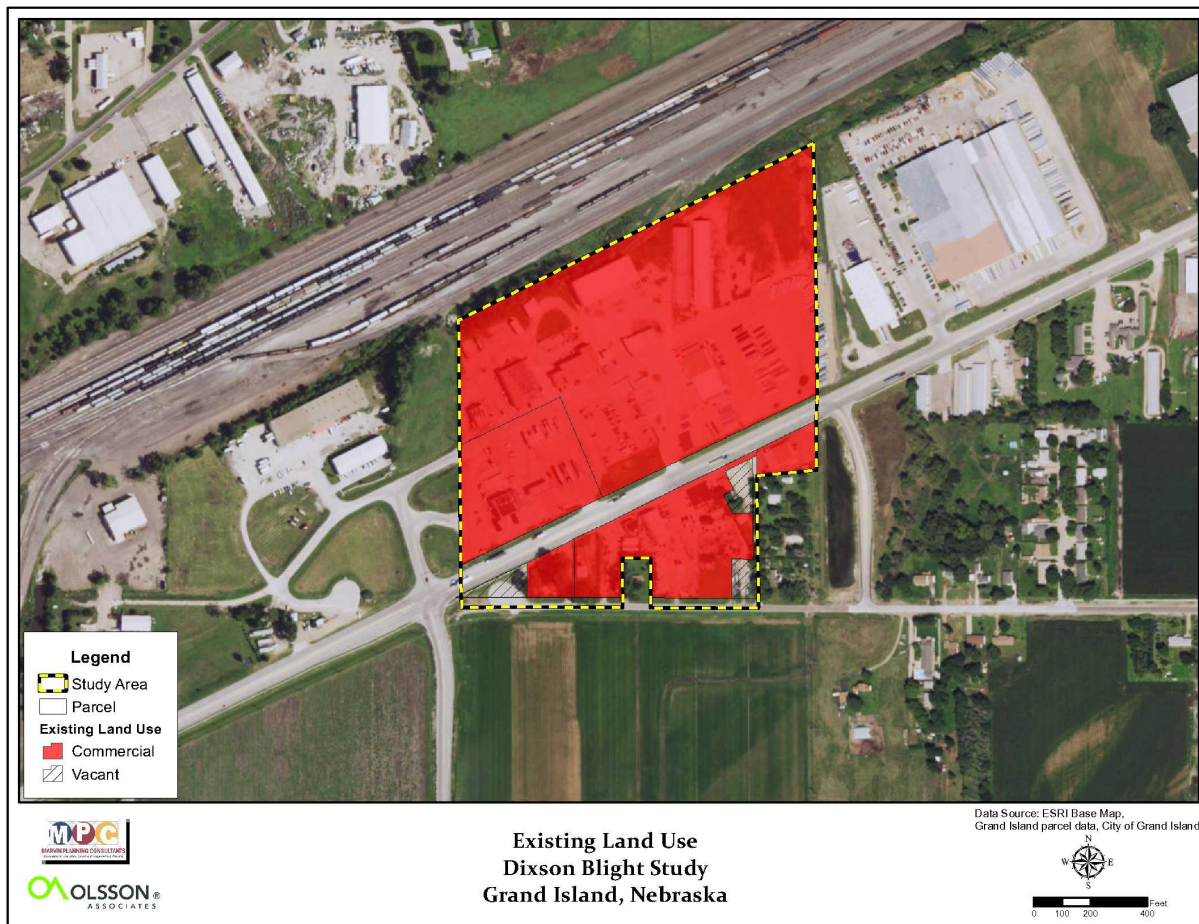 Legend
Study Area
Parcel
Existing Land Use
Commercial
Vacant
MPC
MARVIN PLANNING CONSULTANTS
OLSSON ®
ASSOCIATES
Existing Land Use
Dixson Blight Study
Grand Island, Nebraska
Data Source: ESRI Base Map,
Grand Island parcel data, City of Grand Island
N
W E
S
Feet
0 100 200 400